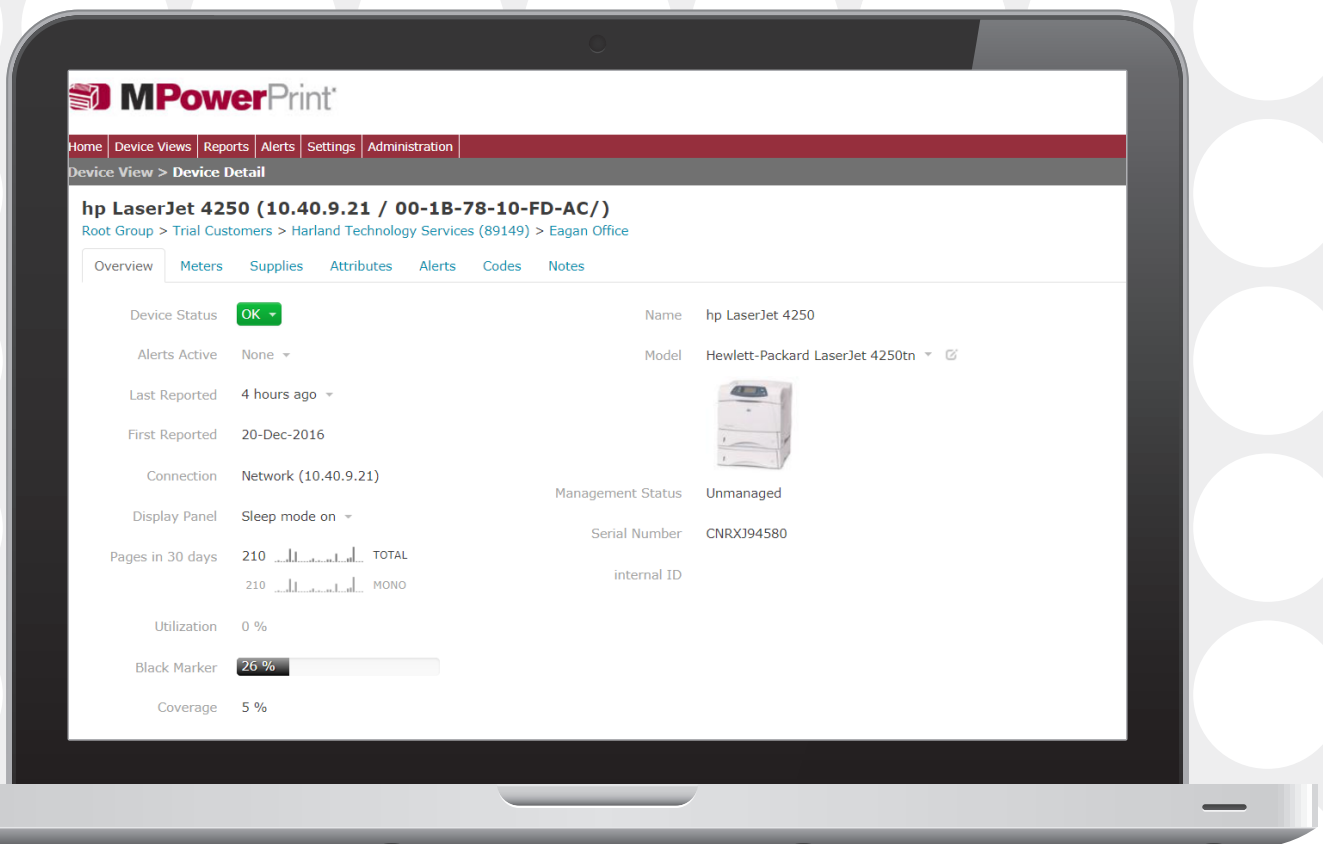 MPowerPrint
Home Device Views Reports Alerts Settings Administration
Device View > Device Detail
hp LaserJet 4250 (10.40.9.21 / 00-1B-78-10-FD-AC/)
Root Group > Trial Customers > Harland Technology Services (89149) > Eagan Office
Overview Meters Supplies Attributes Alerts Codes Notes
Device Status OK
Alerts Active None
Last Reported 4 hours ago
First Reported 20-Dec-2016
Connection Network (10.40.9.21)
Display Panel Sleep mode on
Pages in 30 days 210 TOTAL
210 MONO
Utilization 0 %
Black Marker 26 %
Coverage 5 %
Name hp LaserJet 4250
Model Hewlett-Packard LaserJet 4250tn
Management Status Unmanaged
Serial Number CNRXJ94580
internal ID